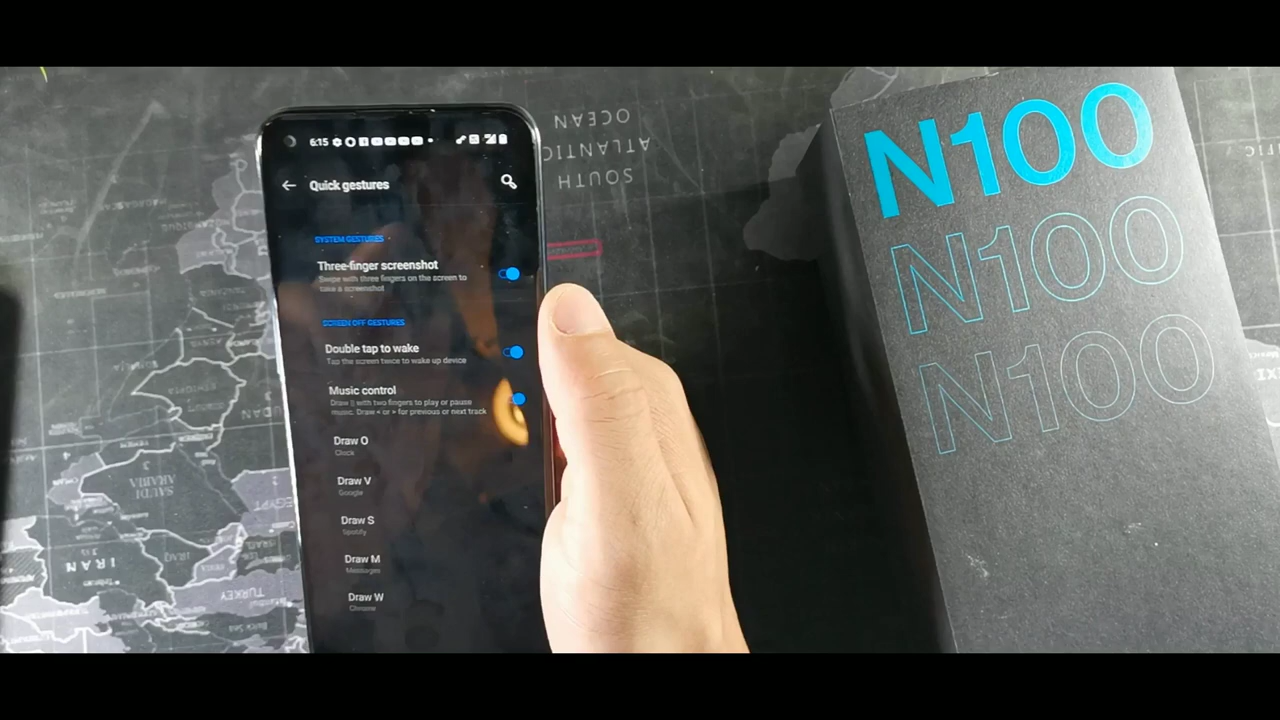 6:15
Quick gestures
SYSTEM GESTURES
Three-finger screenshot
Swipe with three fingers on the screen to
take a screenshot
SCREEN OFF GESTURES
Double tap to wake
Tap the screen twice to wake up device
Music control
Draw || with two fingers to play or pause
music. Draw < or > for previous or next track
Draw O
Clock
Draw V
Google
Draw S
Spotify
Draw M
Messages
Draw W
Chrome
N100
N100
N100
SOUTH
ATLANTIC
OCEAN
SAUDI
ARABIA
IRAN
IRAQ
TURKEY